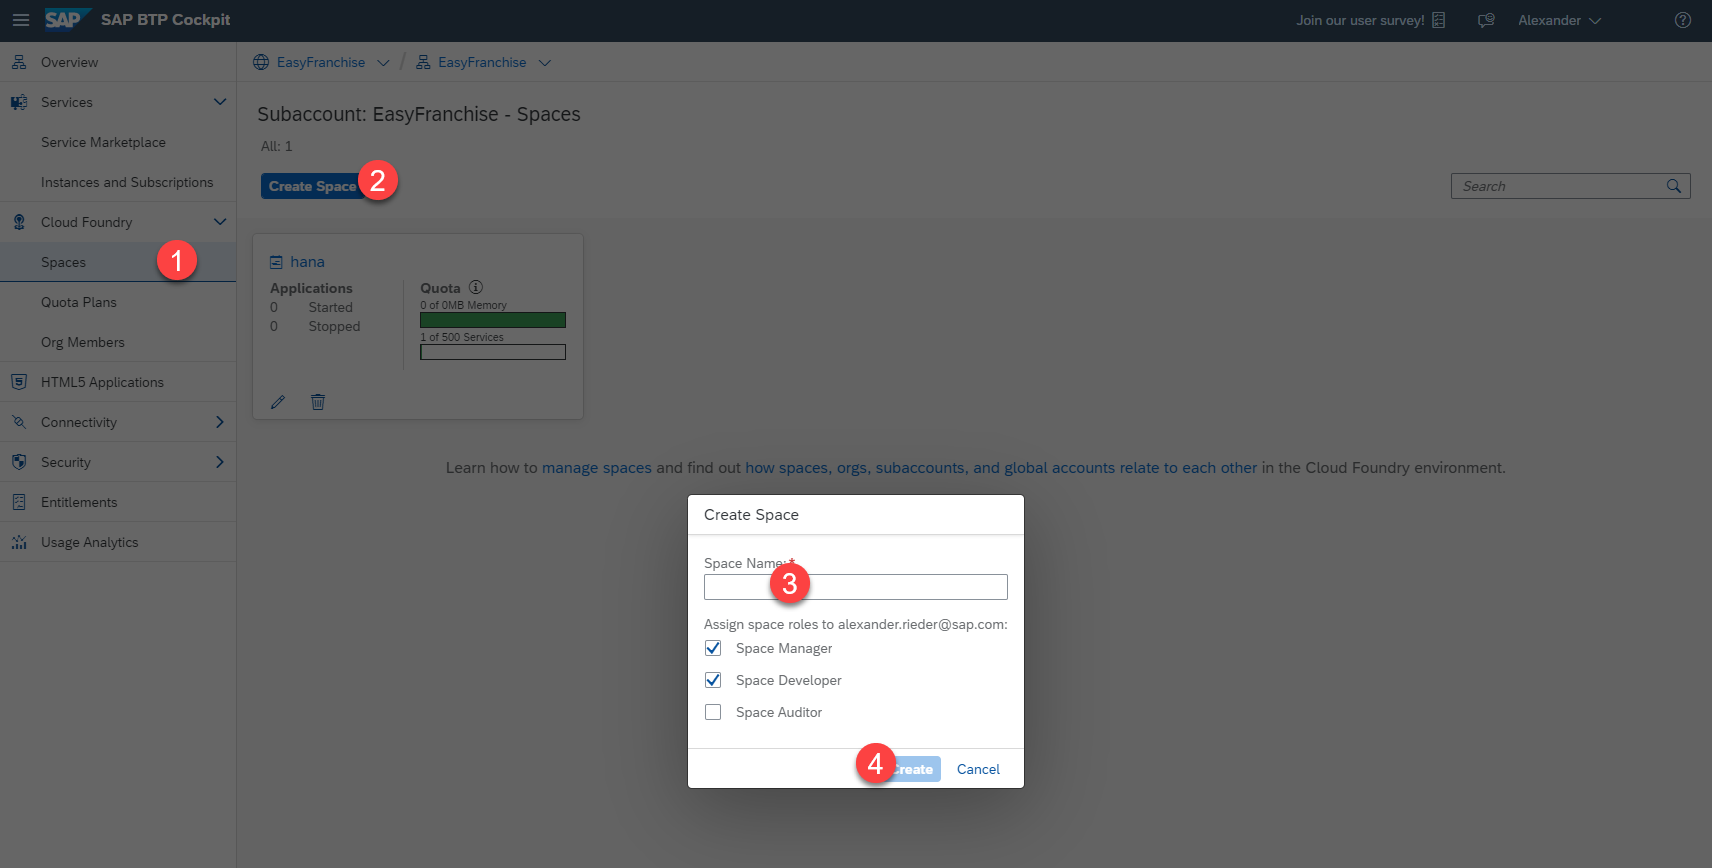 SAP SAP BTP Cockpit
Join our user survey!
Alexander
Overview
Services
Service Marketplace
Instances and Subscriptions
Cloud Foundry
Spaces
1
Quota Plans
Org Members
HTML5 Applications
Connectivity
Security
Entitlements
Usage Analytics
EasyFranchise / EasyFranchise
Subaccount: EasyFranchise - Spaces
All: 1
Create Space
2
Search
hana
Applications
0 Started
0 Stopped
Quota
0 of 0MB Memory
1 of 500 Services
Learn how to manage spaces and find out how spaces, orgs, subaccounts, and global accounts relate to each other in the Cloud Foundry environment.
Create Space
Space Name:*
3
Assign space roles to alexander.rieder@sap.com:
Space Manager
Space Developer
Space Auditor
4
Create
Cancel